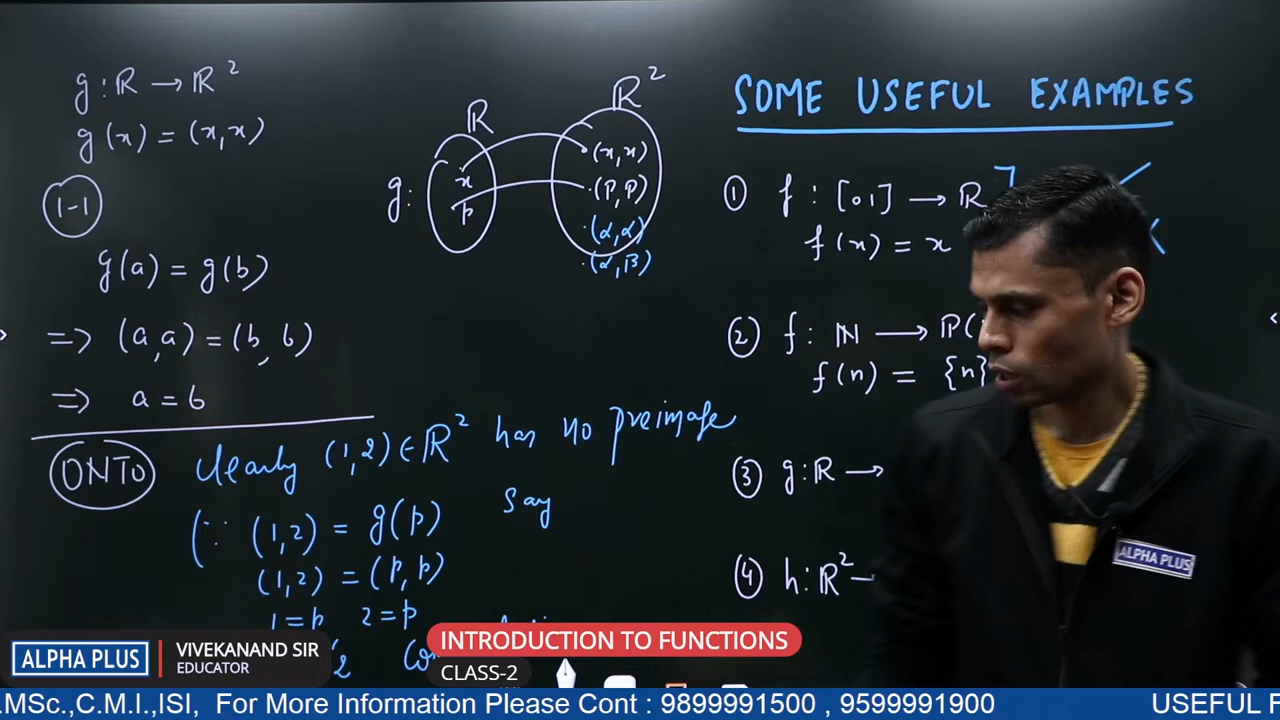 g : ℝ → ℝ²
g(x) = (x,x)
1-1
g(a) = g(b)
⇒ (a,a) = (b, b)
⇒ a = b
ONTO
clearly (1,2) ∈ ℝ² has no preimage
(∵ (1,2) = g(p) say
(1,2) = (p, p)
1=p 2=p
g:
ℝ
x
p
ℝ²
(x,x)
(p,p)
(α,α)
(α,β)
SOME USEFUL EXAMPLES
① f : [0 1] → ℝ
f(x) = x
② f : ℕ → P(
f(n) = {n}
③ g : ℝ →
④ h : ℝ² –
ALPHA PLUS
ALPHA PLUS
VIVEKANAND SIR
EDUCATOR
INTRODUCTION TO FUNCTIONS
CLASS-2
.MSc.,C.M.I.,ISI, For More Information Please Cont : 9899991500 , 9599991900 USEFUL F